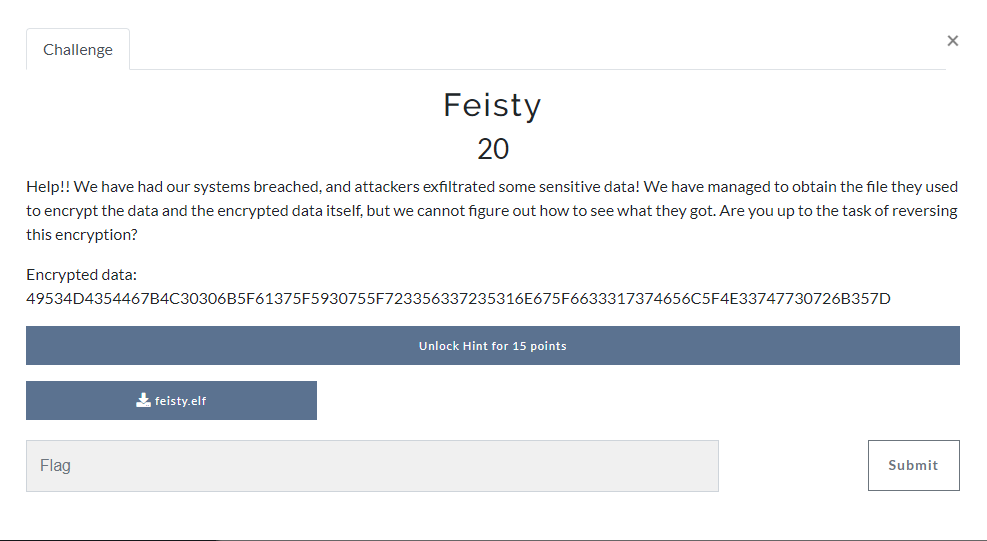 Challenge
×
Feisty
20
Help!! We have had our systems breached, and attackers exfiltrated some sensitive data! We have managed to obtain the file they used
to encrypt the data and the encrypted data itself, but we cannot figure out how to see what they got. Are you up to the task of reversing
this encryption?
Encrypted data:
49534D4354467B4C30306B5F61375F5930755F723356337235316E675F6633317374656C5F4E33747730726B357D
Unlock Hint for 15 points
feisty.elf
Flag
Submit